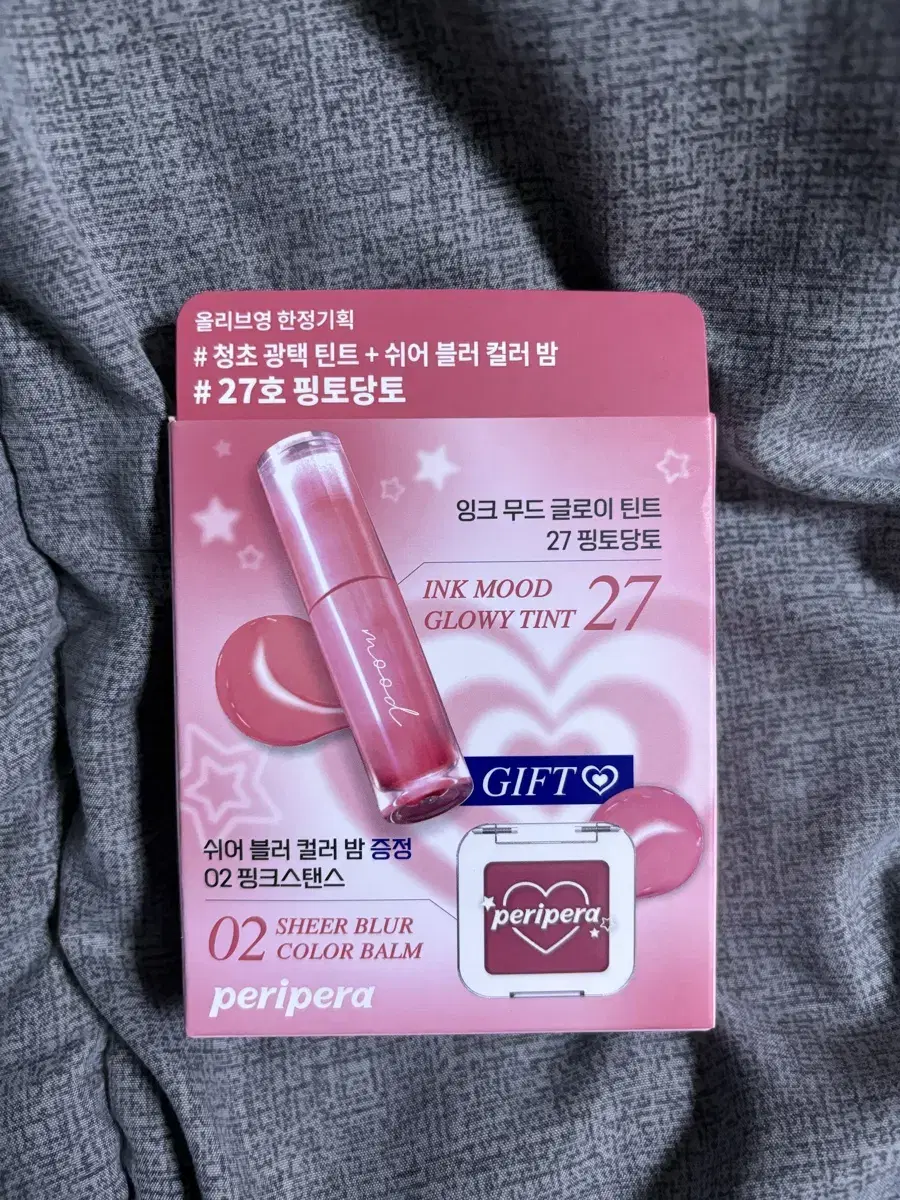 올리브영 한정기획
# 청초 광택 틴트 + 쉬어 블러 컬러 밤
# 27호 핑토당토
잉크 무드 글로이 틴트
27 핑토당토
INK MOOD
GLOWY TINT 27
mood
GIFT
쉬어 블러 컬러 밤 증정
02 핑크스탠스
02 SHEER BLUR
COLOR BALM
peripera
peripera